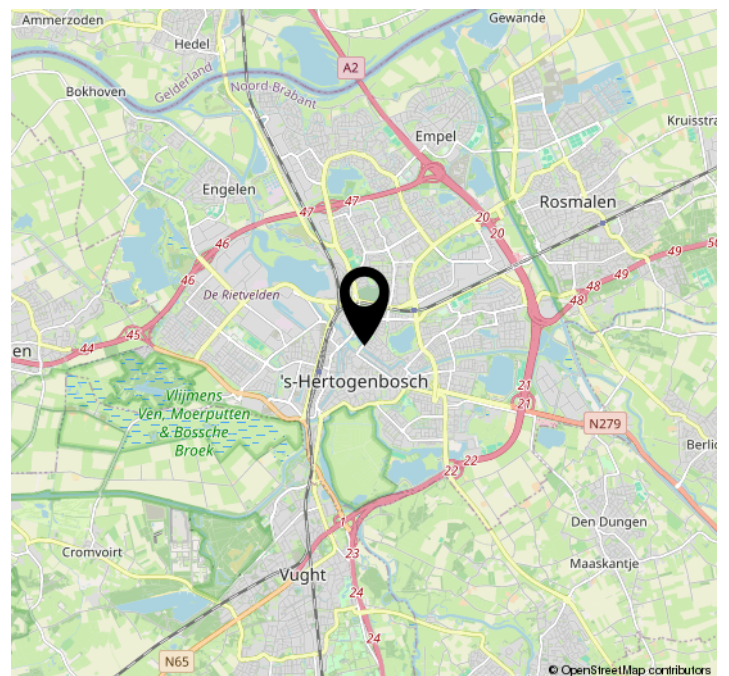 Ammerzoden
Gewande
Hedel
A2
Gelderland
Noord-Brabant
Bokhoven
Kruisstra
Empel
Engelen
47
47
Rosmalen
20
20
46
46
49
50
49
48
48
De Rietvelden
en
44
45
's-Hertogenbosch
21
21
Vlijmens
Ven, Moerputten
& Bossche
Broek
N279
Berlic
22
22
1
Den Dungen
23
Cromvoirt
Maaskantje
Vught
24
24
N65
© OpenStreetMap contributors